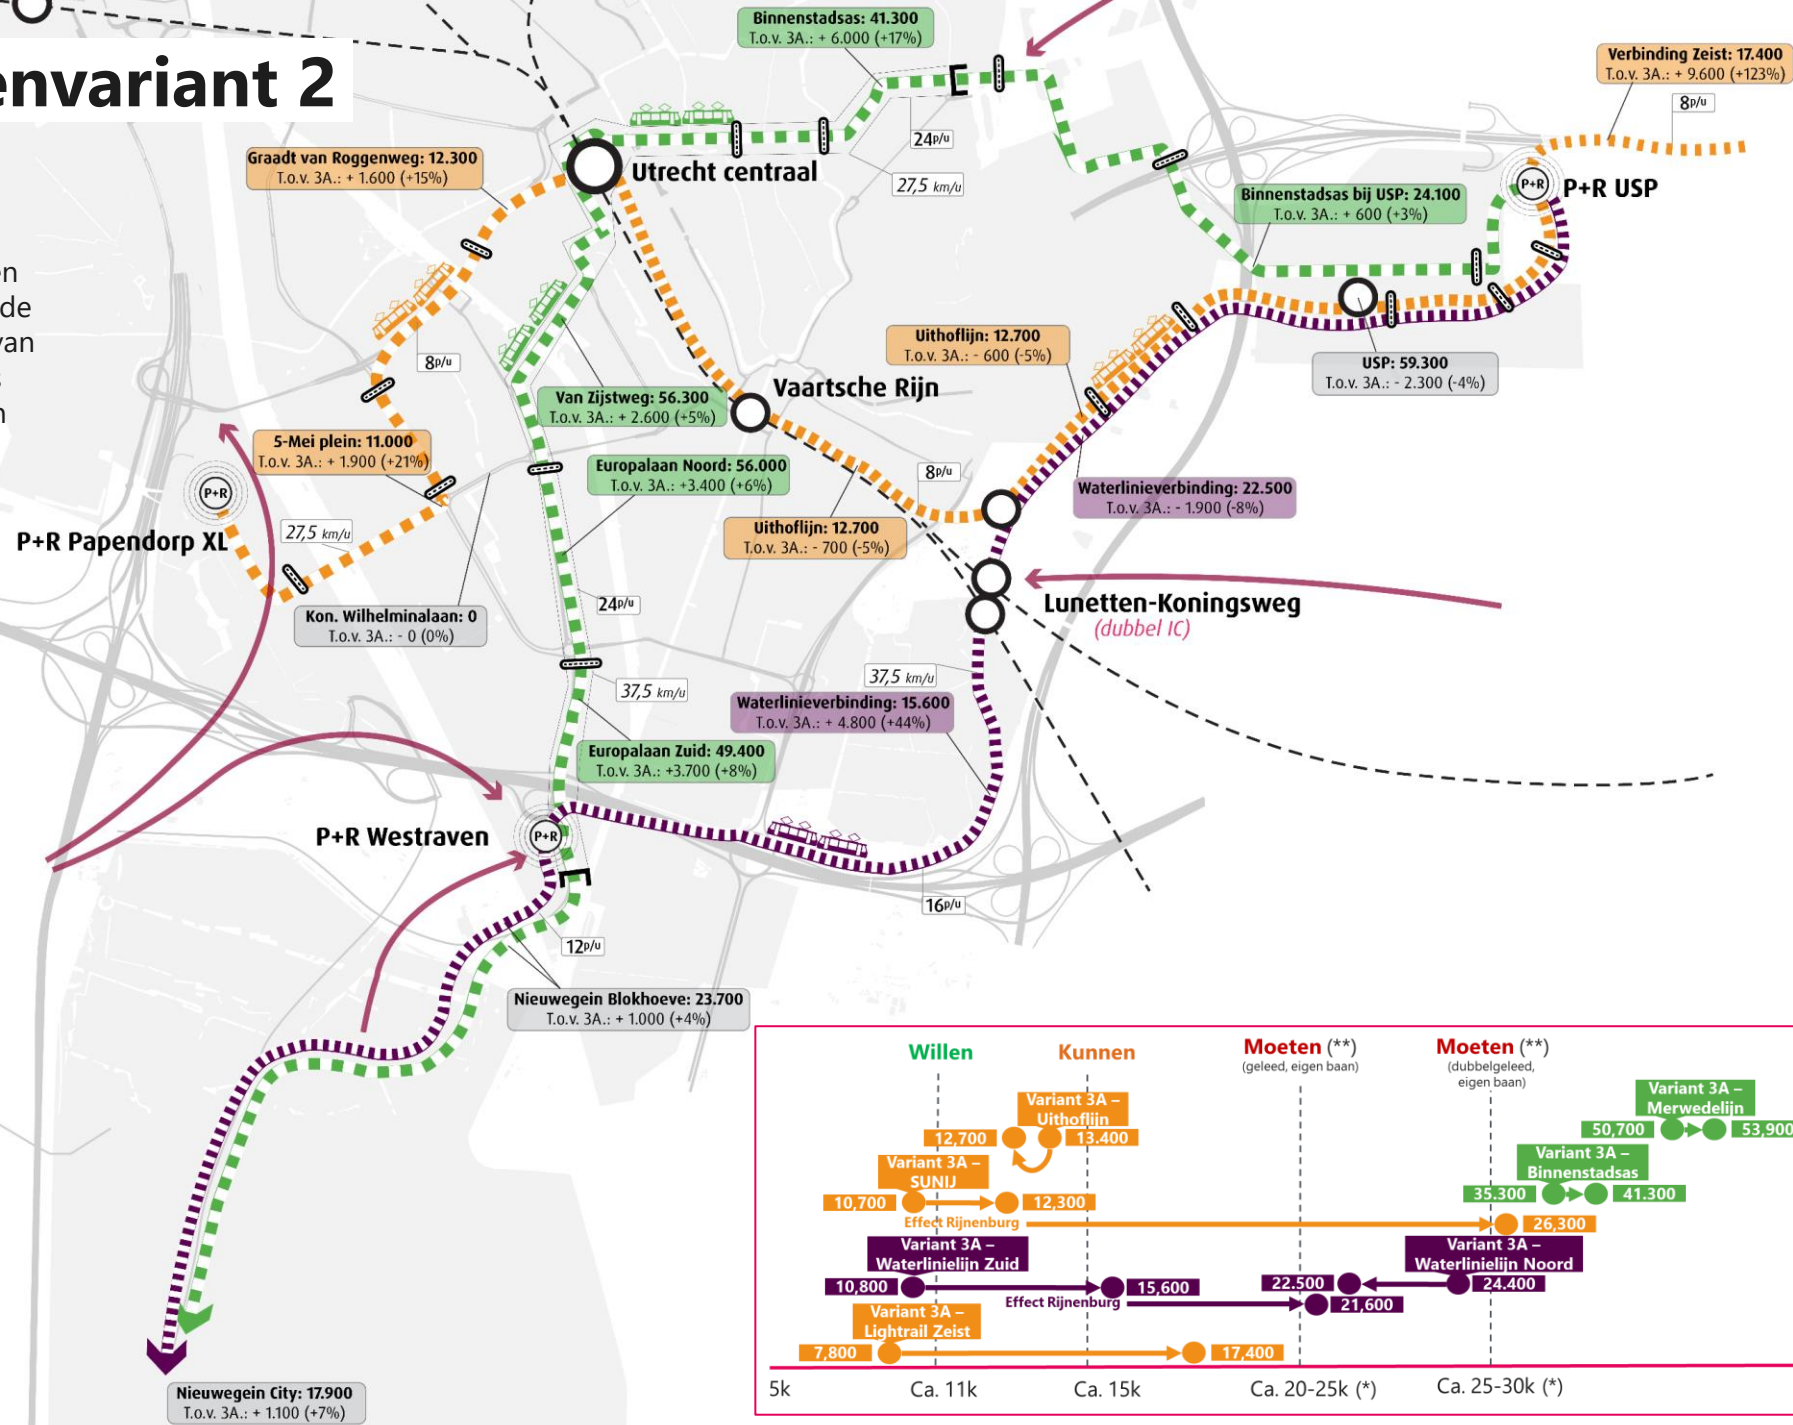 envariant 2
en
de
van
Binnenstadsas: 41.300
T.o.v. 3A.: + 6.000 (+17%)
Verbinding Zeist: 17.400
T.o.v. 3A.: + 9.600 (+123%)
8p/u
24p/u
27,5 km/u
Graadt van Roggenweg: 12.300
T.o.v. 3A.: + 1.600 (+15%)
Utrecht centraal
P+R
P+R USP
Binnenstadsas bij USP: 24.100
T.o.v. 3A.: + 600 (+3%)
Uithoflijn: 12.700
T.o.v. 3A.: - 600 (-5%)
USP: 59.300
T.o.v. 3A.: - 2.300 (-4%)
8p/u
Vaartsche Rijn
Van Zijstweg: 56.300
T.o.v. 3A.: + 2.600 (+5%)
5-Mei plein: 11.000
T.o.v. 3A.: + 1.900 (+21%)
Europalaan Noord: 56.000
T.o.v. 3A.: +3.400 (+6%)
8p/u
Waterlinieverbinding: 22.500
T.o.v. 3A.: - 1.900 (-8%)
P+R
P+R Papendorp XL
27,5 km/u
Uithoflijn: 12.700
T.o.v. 3A.: - 700 (-5%)
Kon. Wilhelminalaan: 0
T.o.v. 3A.: - 0 (0%)
24p/u
Lunetten-Koningsweg
(dubbel IC)
37,5 km/u
37,5 km/u
Waterlinieverbinding: 15.600
T.o.v. 3A.: + 4.800 (+44%)
Europalaan Zuid: 49.400
T.o.v. 3A.: +3.700 (+8%)
P+R Westraven
P+R
16p/u
12p/u
Nieuwegein Blokhoeve: 23.700
T.o.v. 3A.: + 1.000 (+4%)
Nieuwegein City: 17.900
T.o.v. 3A.: + 1.100 (+7%)
Willen
Kunnen
Moeten (**)
(geleed, eigen baan)
Moeten (**)
(dubbelgeleed,
eigen baan)
Variant 3A –
Merwedelijn
50,700
53,900
Variant 3A –
Uithoflijn
12,700
13.400
Variant 3A –
Binnenstadsas
35.300
41.300
Variant 3A –
SUNIJ
10,700
12,300
Effect Rijnenburg
26,300
Variant 3A –
Waterlinielijn Zuid
10,800
15,600
Variant 3A –
Waterlinielijn Noord
22.500
24.400
Effect Rijnenburg
21,600
Variant 3A –
Lightrail Zeist
7,800
17,400
5k
Ca. 11k
Ca. 15k
Ca. 20-25k (*)
Ca. 25-30k (*)